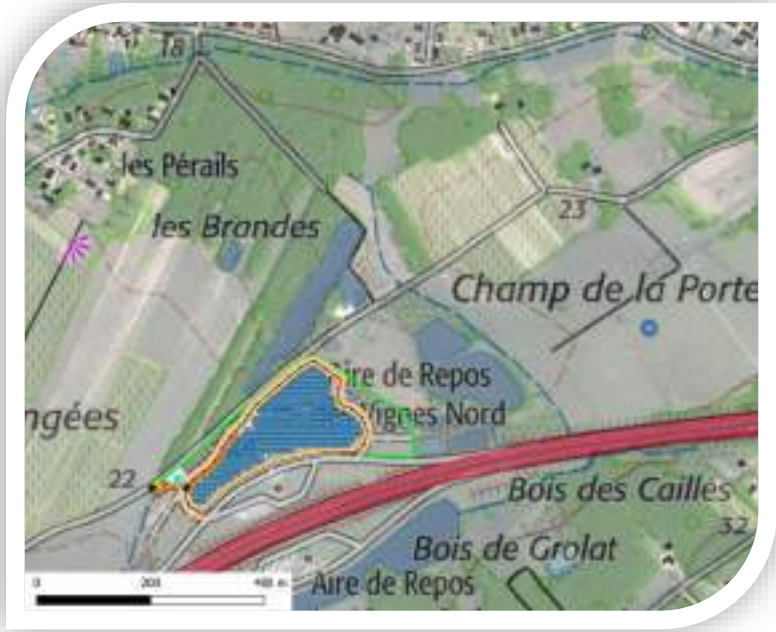 18
les Pérails
les Brandes
23
Champ de la Porte
Aire de Repos
Vignes Nord
ngées
22
Bois des Cailles
32
Bois de Grolat
0 200 400 m
Aire de Repos